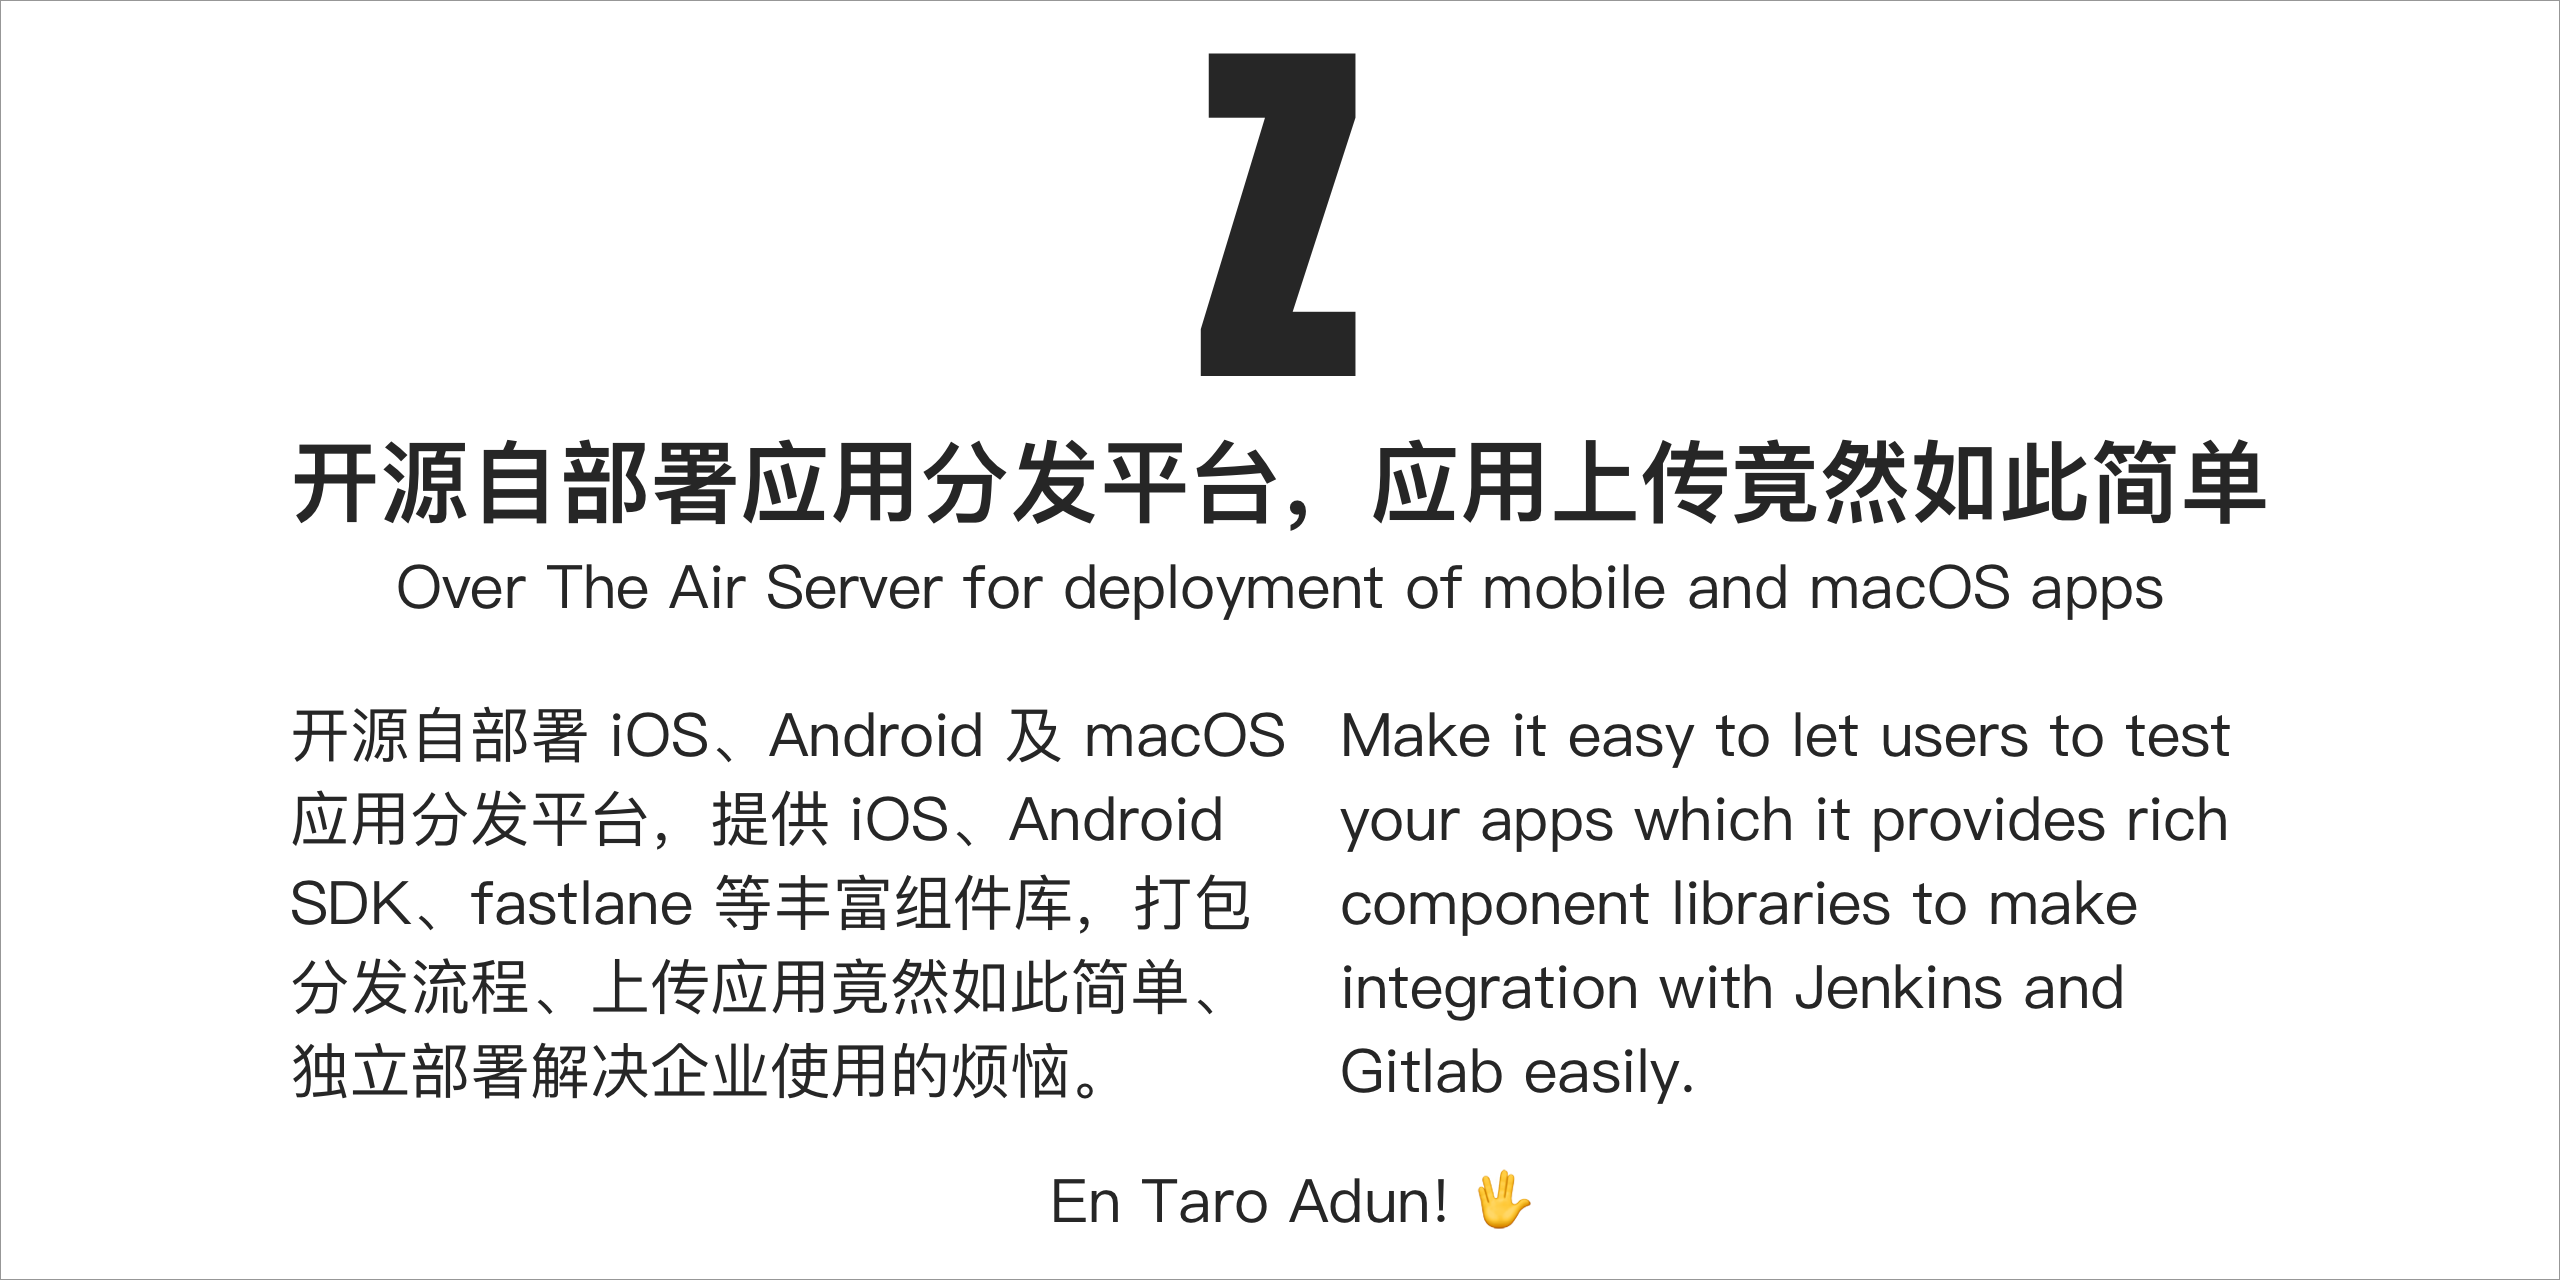 Z
开源自部署应用分发平台，应用上传竟然如此简单
Over The Air Server for deployment of mobile and macOS apps
开源自部署 iOS、Android 及 macOS
应用分发平台，提供 iOS、Android
SDK、fastlane 等丰富组件库，打包
分发流程、上传应用竟然如此简单、
独立部署解决企业使用的烦恼。
Make it easy to let users to test
your apps which it provides rich
component libraries to make
integration with Jenkins and
Gitlab easily.
En Taro Adun! 🖖